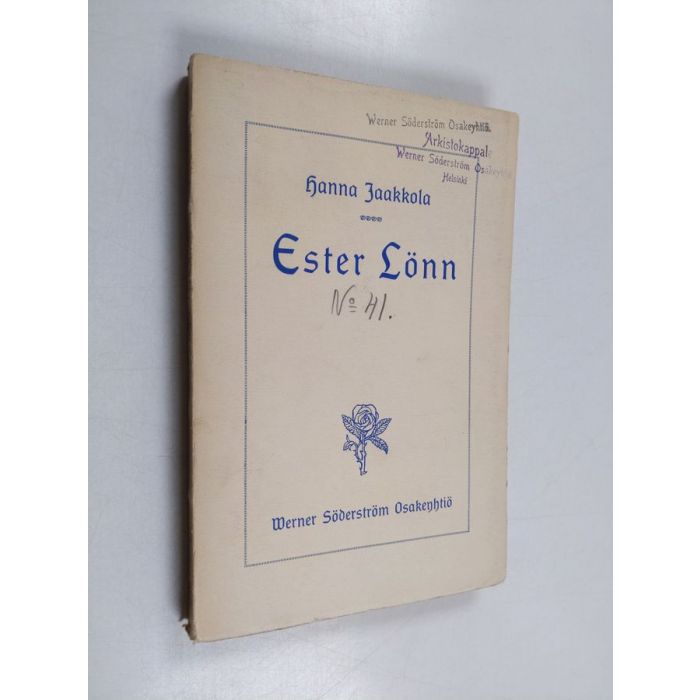 Werner Söderström Osakeyhtiö.
Arkistokappale
Werner Söderström Osakeyhtiö
Helsinki
Hanna Jaakkola
Ester Lönn
No 41.
Werner Söderström Osakeyhtiö